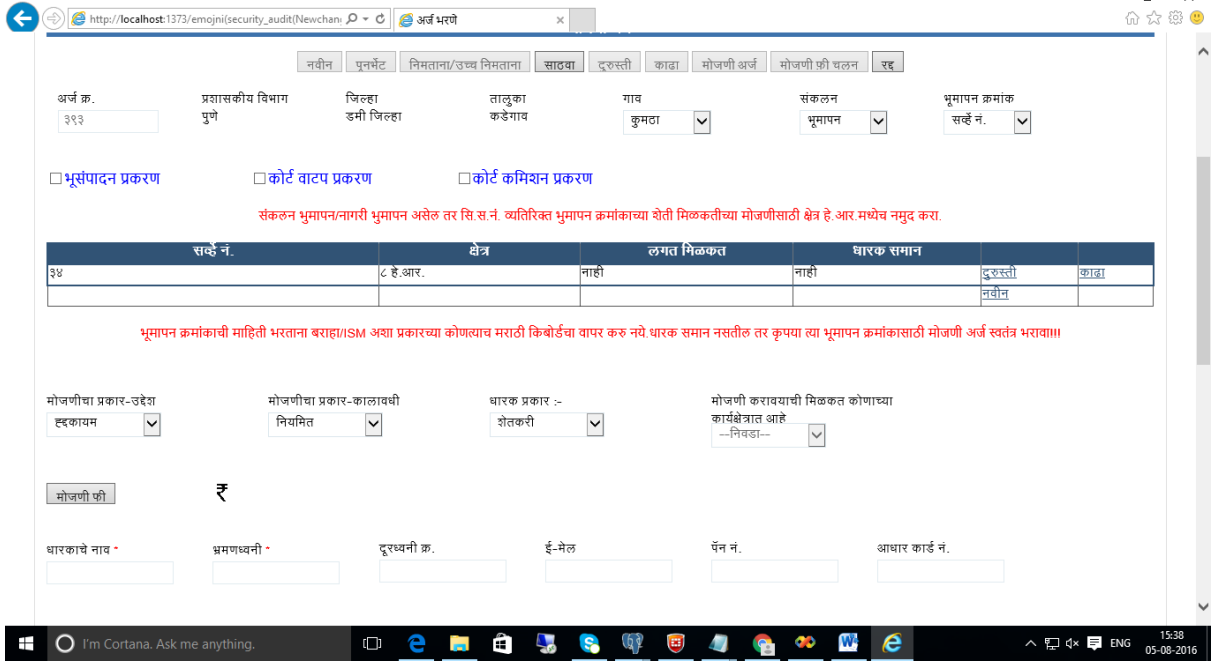 http://localhost:1373/emojni(security_audit(Newchan
अर्ज भरणे
नवीन पूनर्भेट निमताना/उच्च निमताना साठवा दुरुस्ती काढा मोजणी अर्ज मोजणी फ़ी चलन रद्द
अर्ज क्र. प्रशासकीय विभाग जिल्हा तालुका गाव संकलन भूमापन क्रमांक
३९३ पुणे डमी जिल्हा कडेगाव कुमठा भूमापन सर्व्हे नं.
भूसंपादन प्रकरण कोर्ट वाटप प्रकरण कोर्ट कमिशन प्रकरण
संकलन भुमापन/नागरी भुमापन असेल तर सि.स.नं. व्यतिरिक्त भुमापन क्रमांकाच्या शेती मिळकतीच्या मोजणीसाठी क्षेत्र हे.आर.मध्येच नमुद करा.
सर्व्हे नं. क्षेत्र लगत मिळकत धारक समान
३४ ८ हे.आर. नाही नाही दुरुस्ती काढा
नवीन
भूमापन क्रमांकाची माहिती भरताना बराहा/ISM अशा प्रकारच्या कोणत्याच मराठी किबोर्डचा वापर करु नये.धारक समान नसतील तर कृपया त्या भूमापन क्रमांकासाठी मोजणी अर्ज स्वतंत्र भरावा!!!
मोजणीचा प्रकार-उद्देश मोजणीचा प्रकार-कालावधी धारक प्रकार :- मोजणी करावयाची मिळकत कोणाच्या
कार्यक्षेत्रात आहे
हद्दकायम नियमित शेतकरी --निवडा--
मोजणी फी ₹
धारकाचे नाव * भ्रमणध्वनी * दूरध्वनी क्र. ई-मेल पॅन नं. आधार कार्ड नं.
I'm Cortana. Ask me anything.
ENG
15:38
05-08-2016